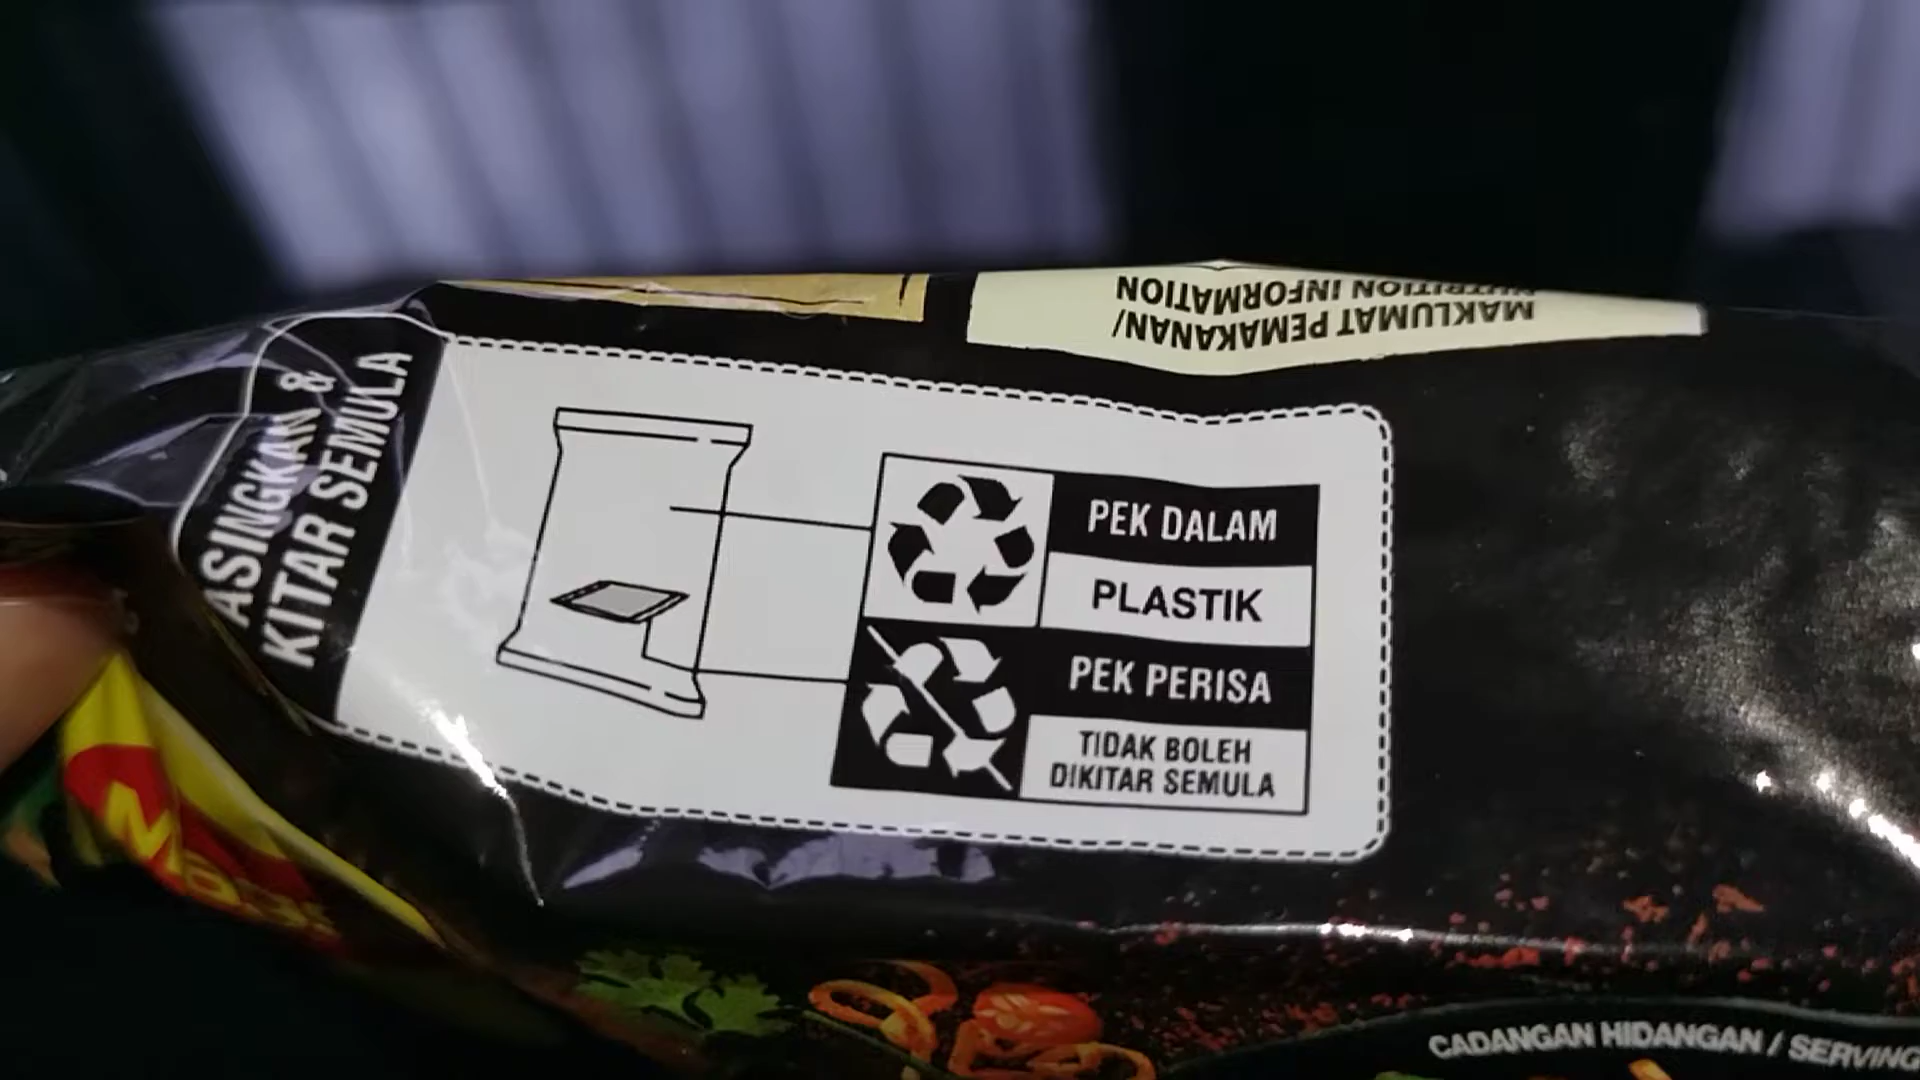 MAKLUMAT PEMAKANAN/
NUTRITION INFORMATION
ASINGKAN &
KITAR SEMULA
PEK DALAM
PLASTIK
PEK PERISA
TIDAK BOLEH
DIKITAR SEMULA
CADANGAN HIDANGAN / SERVING